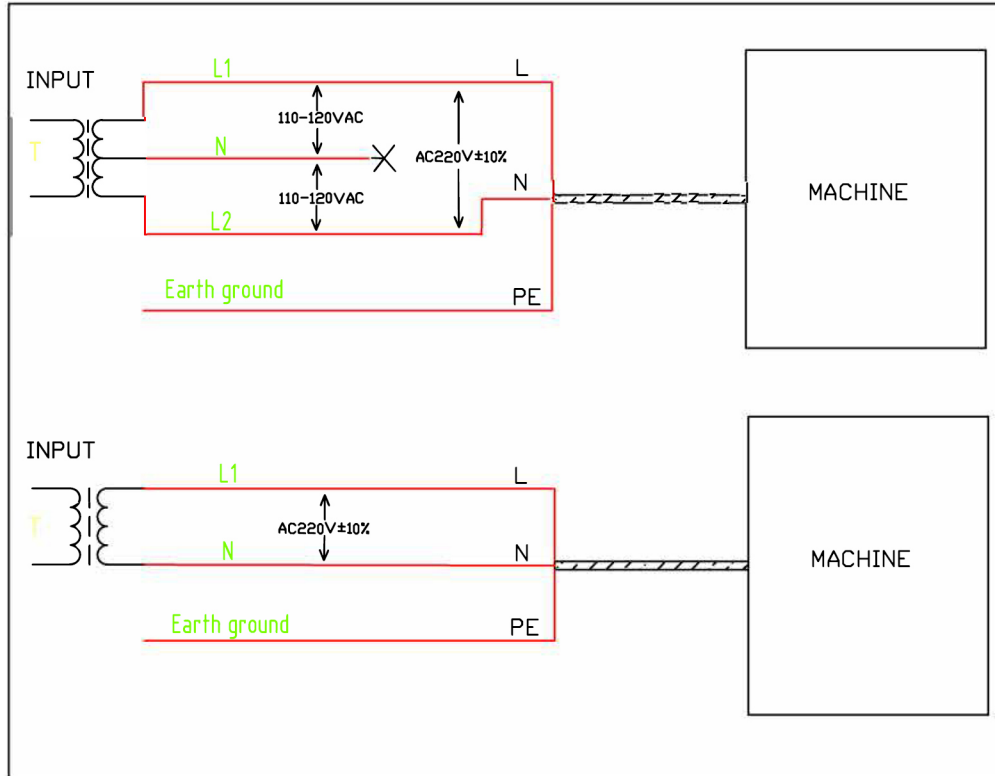 INPUT
T
L1
L
110-120VAC
N
AC220V±10%
110-120VAC
N
L2
Earth ground
PE
MACHINE
INPUT
T
L1
L
AC220V±10%
N
N
Earth ground
PE
MACHINE